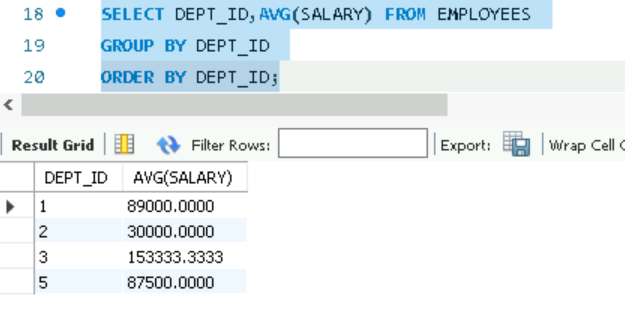 18 SELECT DEPT_ID,AVG(SALARY) FROM EMPLOYEES
19 GROUP BY DEPT_ID
20 ORDER BY DEPT_ID;
Result Grid Filter Rows: Export: Wrap Cell C
DEPT_ID AVG(SALARY)
1 89000.0000
2 30000.0000
3 153333.3333
5 87500.0000